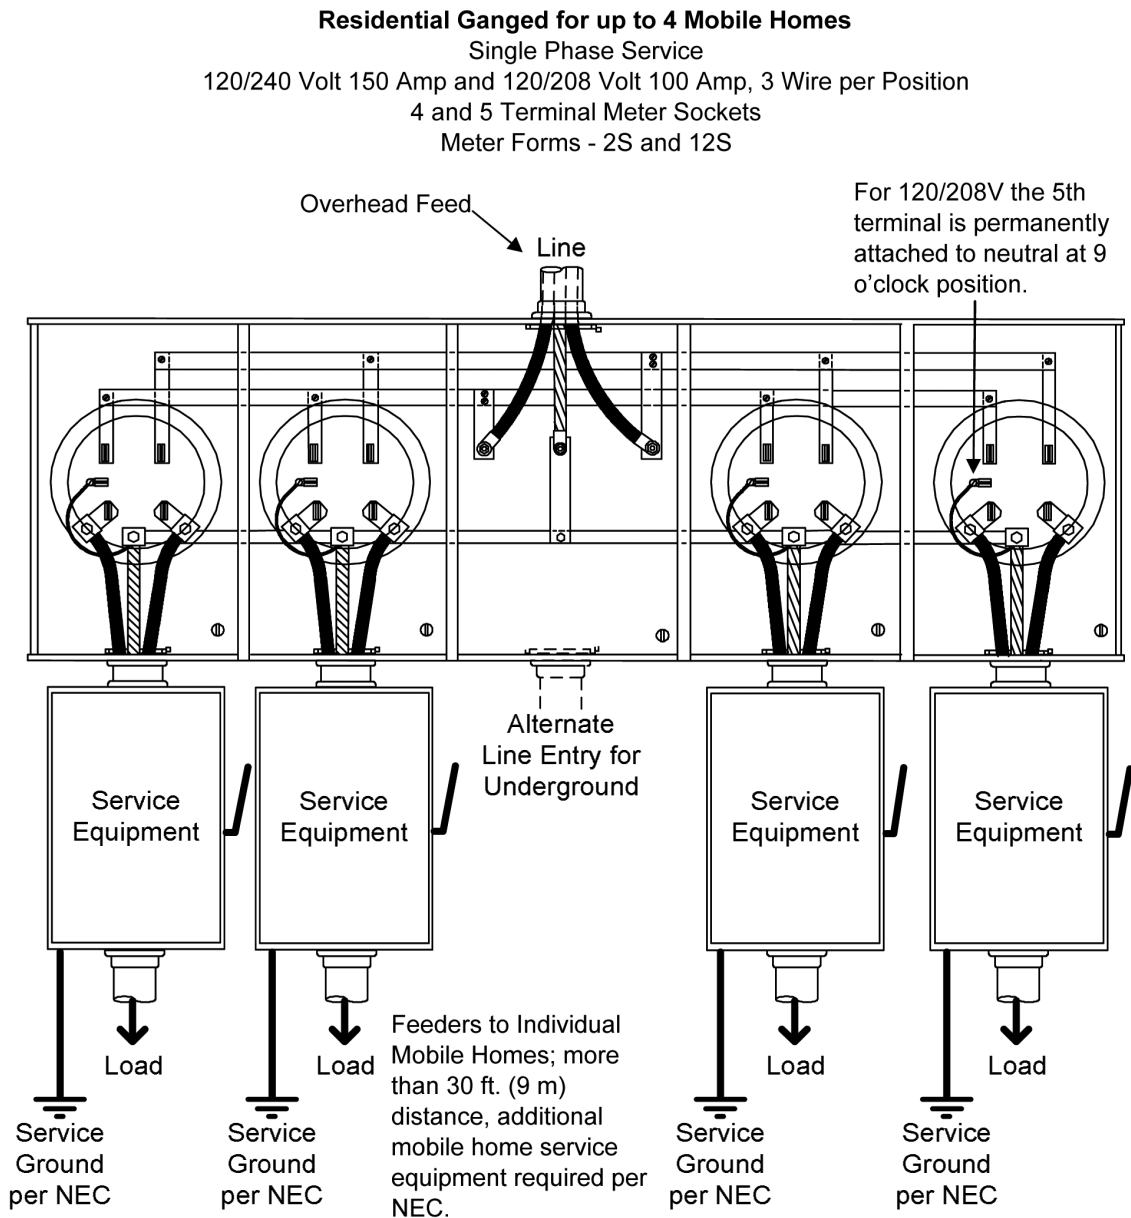 Residential Ganged for up to 4 Mobile Homes
Single Phase Service
120/240 Volt 150 Amp and 120/208 Volt 100 Amp, 3 Wire per Position
4 and 5 Terminal Meter Sockets
Meter Forms - 2S and 12S
Overhead Feed
Line
For 120/208V the 5th
terminal is permanently
attached to neutral at 9
o’clock position.
Alternate
Line Entry for
Underground
Service
Equipment
Service
Equipment
Service
Equipment
Service
Equipment
Load
Load
Load
Load
Feeders to Individual
Mobile Homes; more
than 30 ft. (9 m)
distance, additional
mobile home service
equipment required per
NEC.
Service
Ground
per NEC
Service
Ground
per NEC
Service
Ground
per NEC
Service
Ground
per NEC